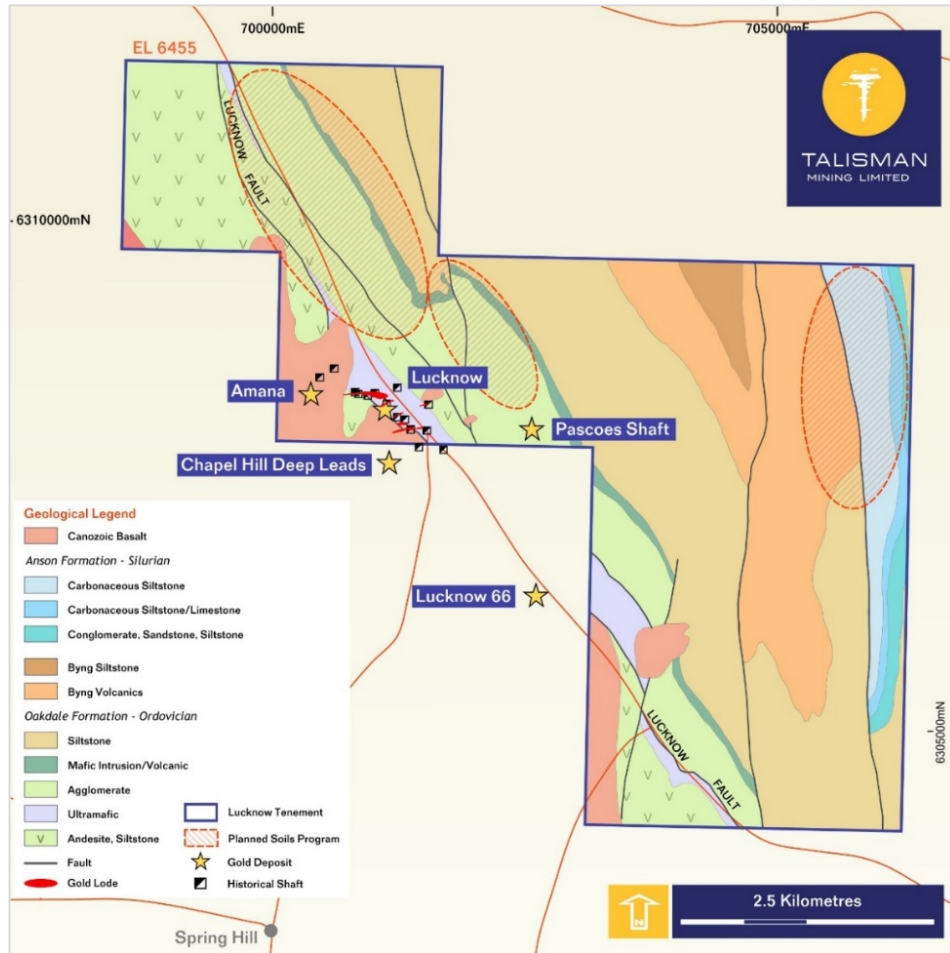 700000mE
705000mE
EL 6455
TALISMAN
MINING LIMITED
LUCKNOW
FAULT
6310000mN
Amana
Lucknow
Pascoes Shaft
Chapel Hill Deep Leads
Lucknow 66
LUCKNOW
FAULT
6305000mN
Geological Legend
Canozoic Basalt
Anson Formation - Silurian
Carbonaceous Siltstone
Carbonaceous Siltstone/Limestone
Conglomerate, Sandstone, Siltstone
Byng Siltstone
Byng Volcanics
Oakdale Formation - Ordovician
Siltstone
Mafic Intrusion/Volcanic
Agglomerate
Ultramafic
Andesite, Siltstone
Fault
Gold Lode
Lucknow Tenement
Planned Soils Program
Gold Deposit
Historical Shaft
Spring Hill
N
2.5 Kilometres